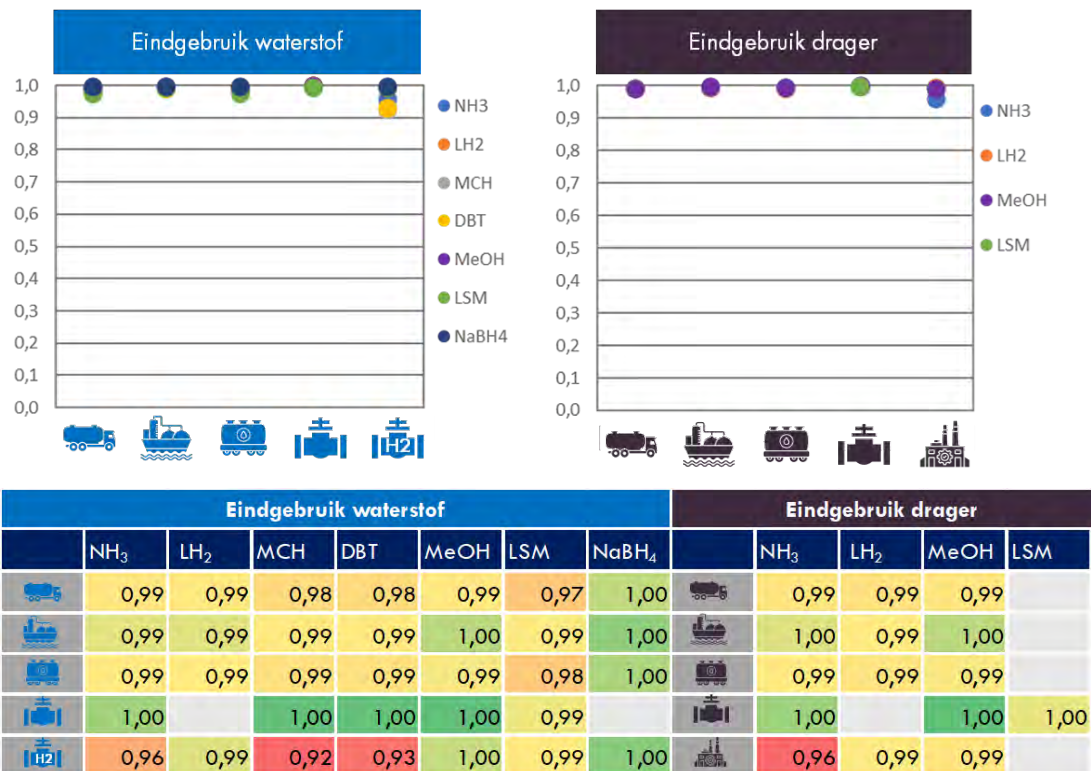 Eindgebruik waterstof
1,0
0,9
0,8
0,7
0,6
0,5
0,4
0,3
0,2
0,1
0,0
NH3
LH2
MCH
DBT
MeOH
LSM
NaBH4
H2
Eindgebruik drager
1,0
0,9
0,8
0,7
0,6
0,5
0,4
0,3
0,2
0,1
0,0
NH3
LH2
MeOH
LSM
Eindgebruik waterstof Eindgebruik drager
NH₃ LH₂ MCH DBT MeOH LSM NaBH₄ NH₃ LH₂ MeOH LSM
0,99 0,99 0,98 0,98 0,99 0,97 1,00 0,99 0,99 0,99
0,99 0,99 0,99 0,99 1,00 0,99 1,00 1,00 0,99 1,00
0,99 0,99 0,99 0,99 0,99 0,98 1,00 0,99 0,99 0,99
1,00 1,00 1,00 1,00 0,99 1,00 1,00 1,00
H2 0,96 0,99 0,92 0,93 1,00 0,99 1,00 0,96 0,99 0,99